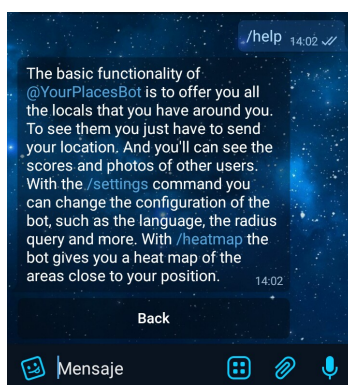 /help 14:02
The basic functionality of
@YourPlacesBot is to offer you all
the locals that you have around you.
To see them you just have to send
your location. And you'll can see the
scores and photos of other users.
With the /settings command you
can change the configuration of the
bot, such as the language, the radius
query and more. With /heatmap the
bot gives you a heat map of the
areas close to your position. 14:02
Back
Mensaje